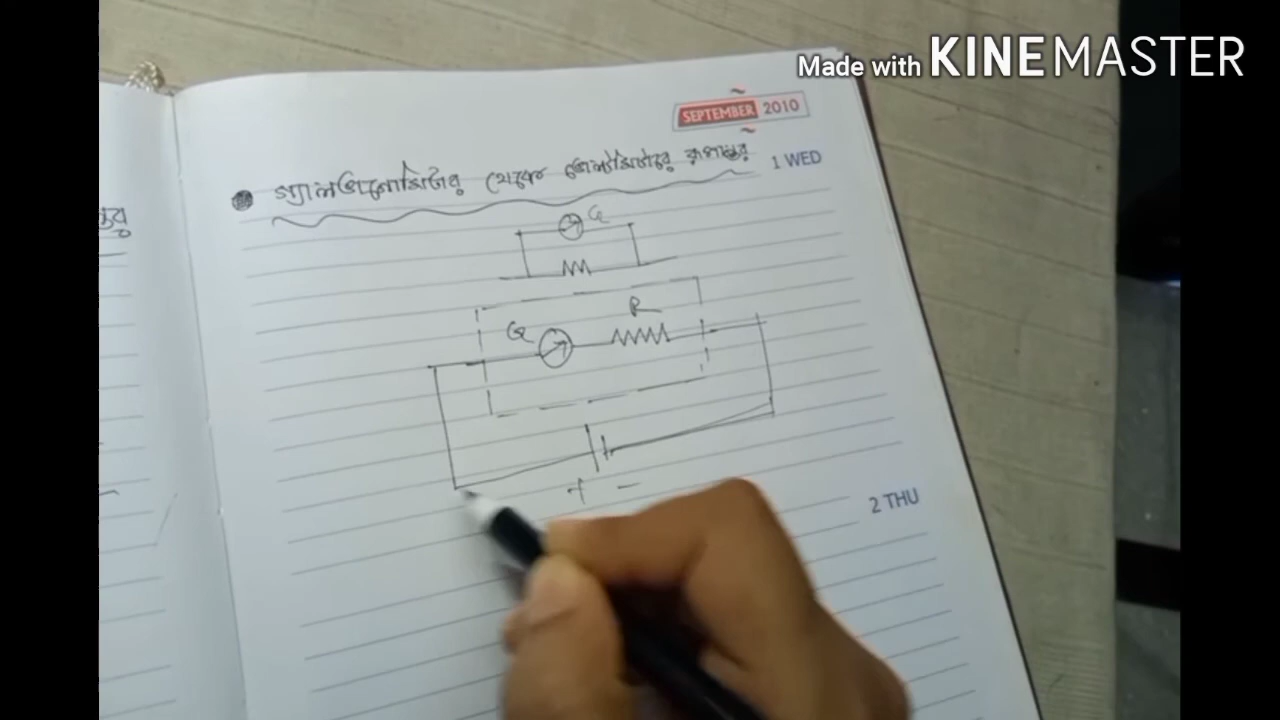 Made with KINEMASTER
SEPTEMBER 2010
1 WED
গ্যালভানোমিটার থেকে ভোল্টমিটারে রূপান্তর
G
R
G
+ -
2 THU